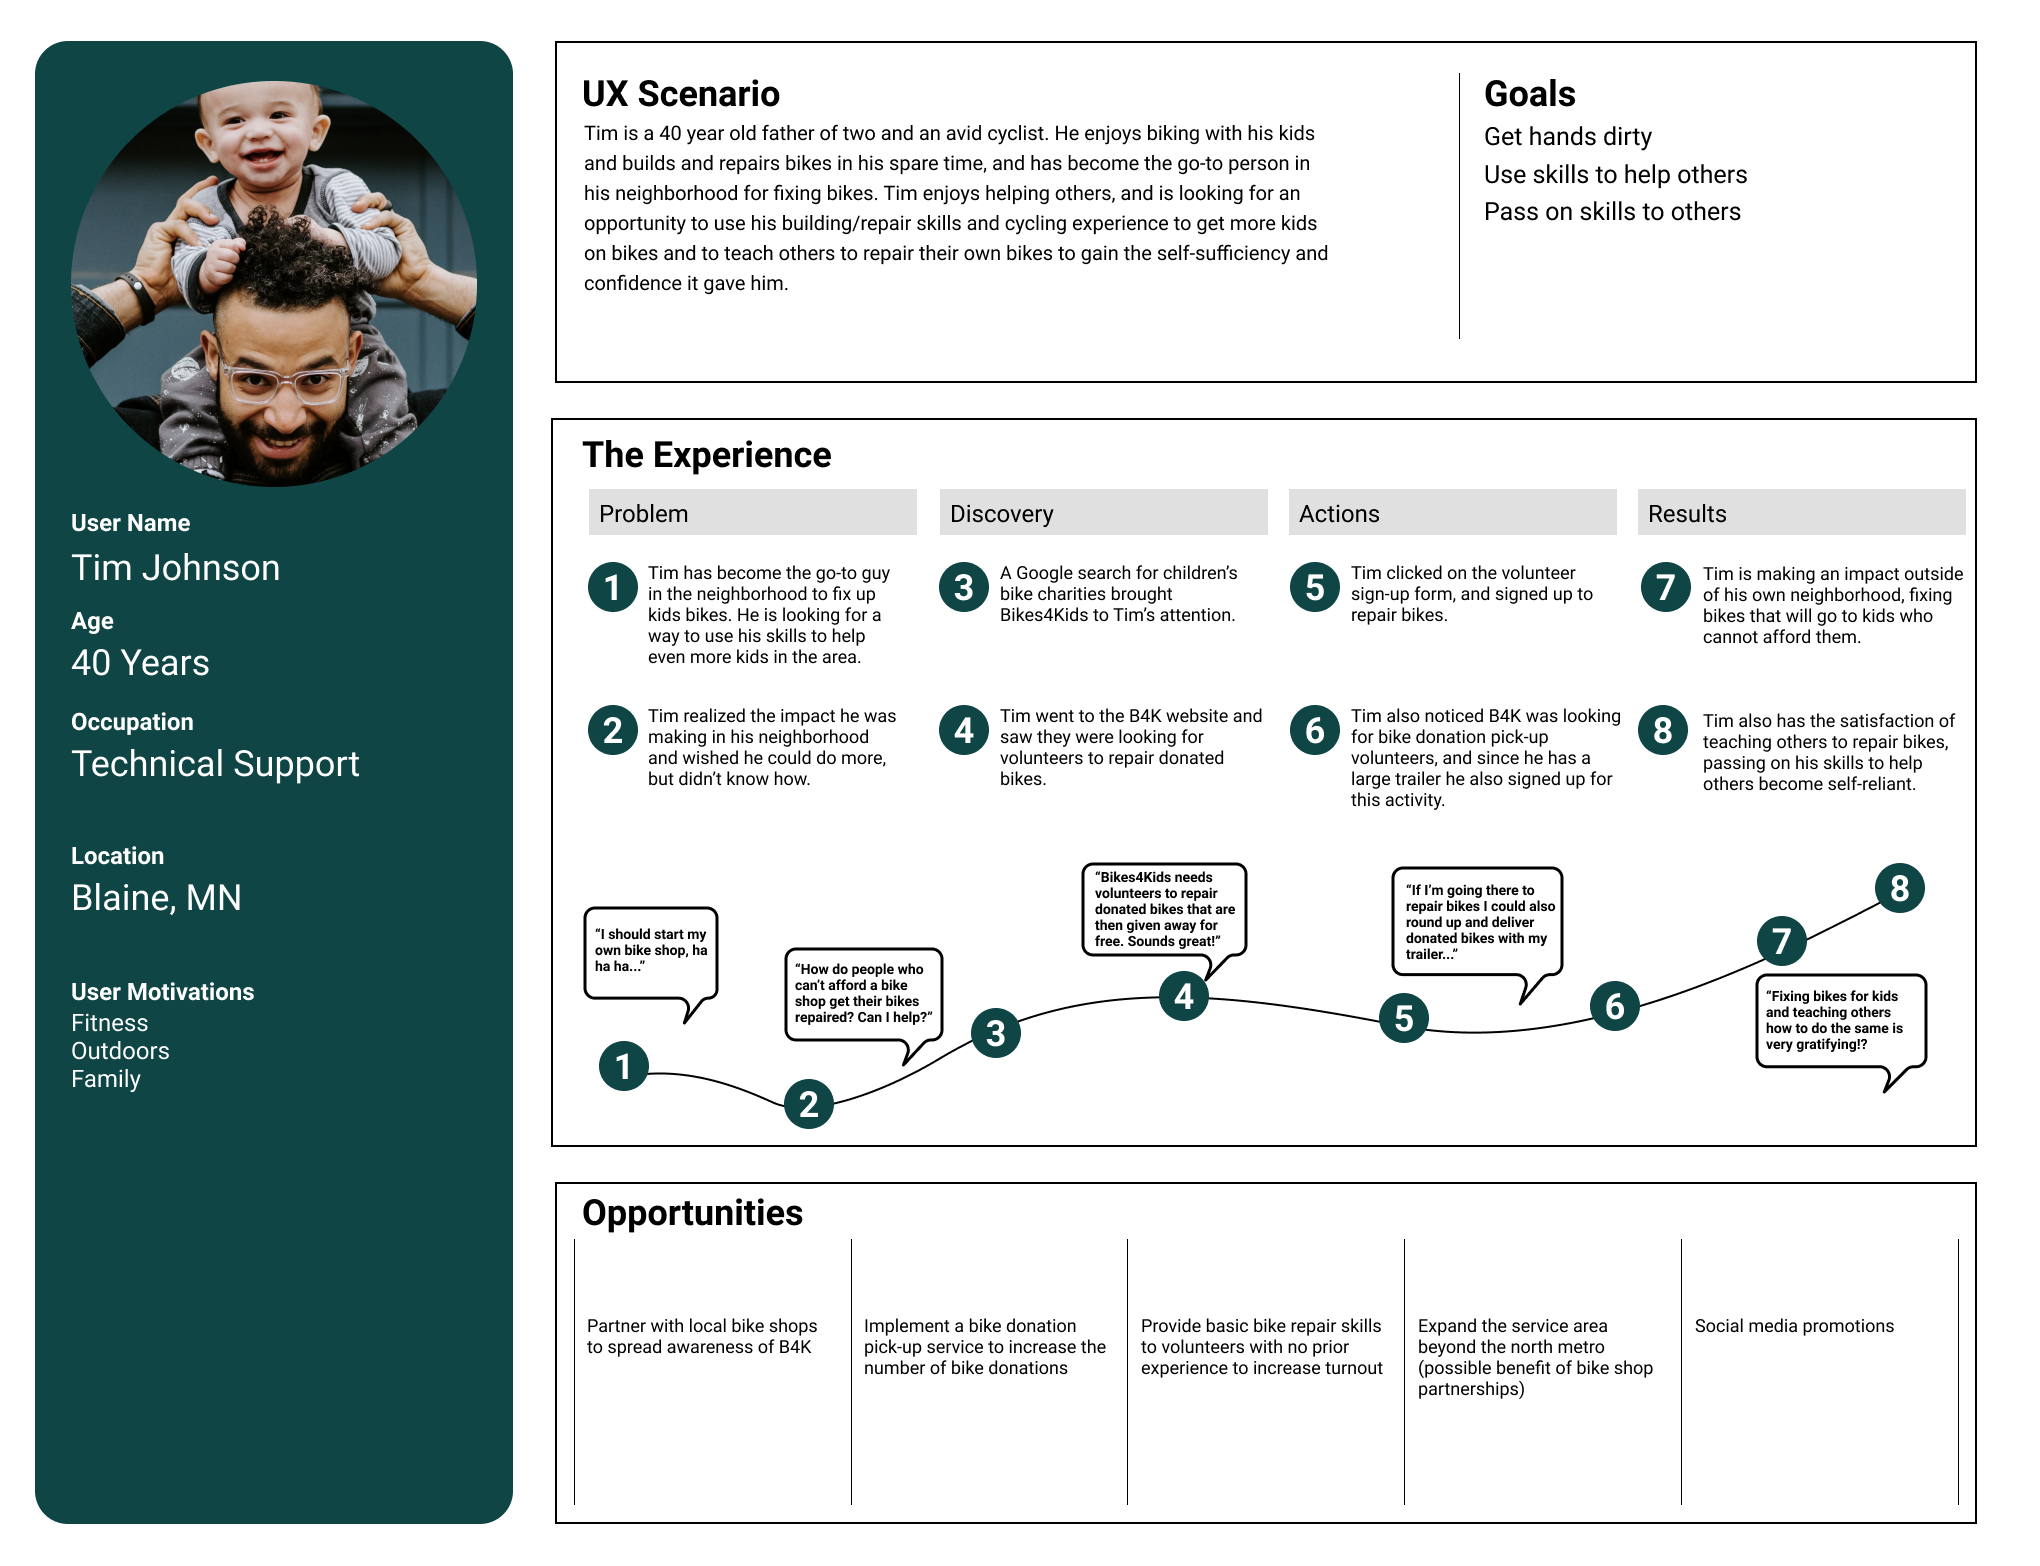 User Name
Tim Johnson
Age
40 Years
Occupation
Technical Support
Location
Blaine, MN
User Motivations
Fitness
Outdoors
Family
UX Scenario
Tim is a 40 year old father of two and an avid cyclist. He enjoys biking with his kids
and builds and repairs bikes in his spare time, and has become the go-to person in
his neighborhood for fixing bikes. Tim enjoys helping others, and is looking for an
opportunity to use his building/repair skills and cycling experience to get more kids
on bikes and to teach others to repair their own bikes to gain the self-sufficiency and
confidence it gave him.
Goals
Get hands dirty
Use skills to help others
Pass on skills to others
The Experience
Problem
1
Tim has become the go-to guy
in the neighborhood to fix up
kids bikes. He is looking for a
way to use his skills to help
even more kids in the area.
2
Tim realized the impact he was
making in his neighborhood
and wished he could do more,
but didn’t know how.
Discovery
3
A Google search for children’s
bike charities brought
Bikes4Kids to Tim’s attention.
4
Tim went to the B4K website and
saw they were looking for
volunteers to repair donated
bikes.
Actions
5
Tim clicked on the volunteer
sign-up form, and signed up to
repair bikes.
6
Tim also noticed B4K was looking
for bike donation pick-up
volunteers, and since he has a
large trailer he also signed up for
this activity.
Results
7
Tim is making an impact outside
of his own neighborhood, fixing
bikes that will go to kids who
cannot afford them.
8
Tim also has the satisfaction of
teaching others to repair bikes,
passing on his skills to help
others become self-reliant.
“I should start my
own bike shop, ha
ha ha...”
1
“How do people who
can’t afford a bike
shop get their bikes
repaired? Can I help?”
2
3
“Bikes4Kids needs
volunteers to repair
donated bikes that are
then given away for
free. Sounds great!”
4
“If I’m going there to
repair bikes I could also
round up and deliver
donated bikes with my
trailer...”
5
6
7
8
“Fixing bikes for kids
and teaching others
how to do the same is
very gratifying!?
Opportunities
Partner with local bike shops
to spread awareness of B4K
Implement a bike donation
pick-up service to increase the
number of bike donations
Provide basic bike repair skills
to volunteers with no prior
experience to increase turnout
Expand the service area
beyond the north metro
(possible benefit of bike shop
partnerships)
Social media promotions